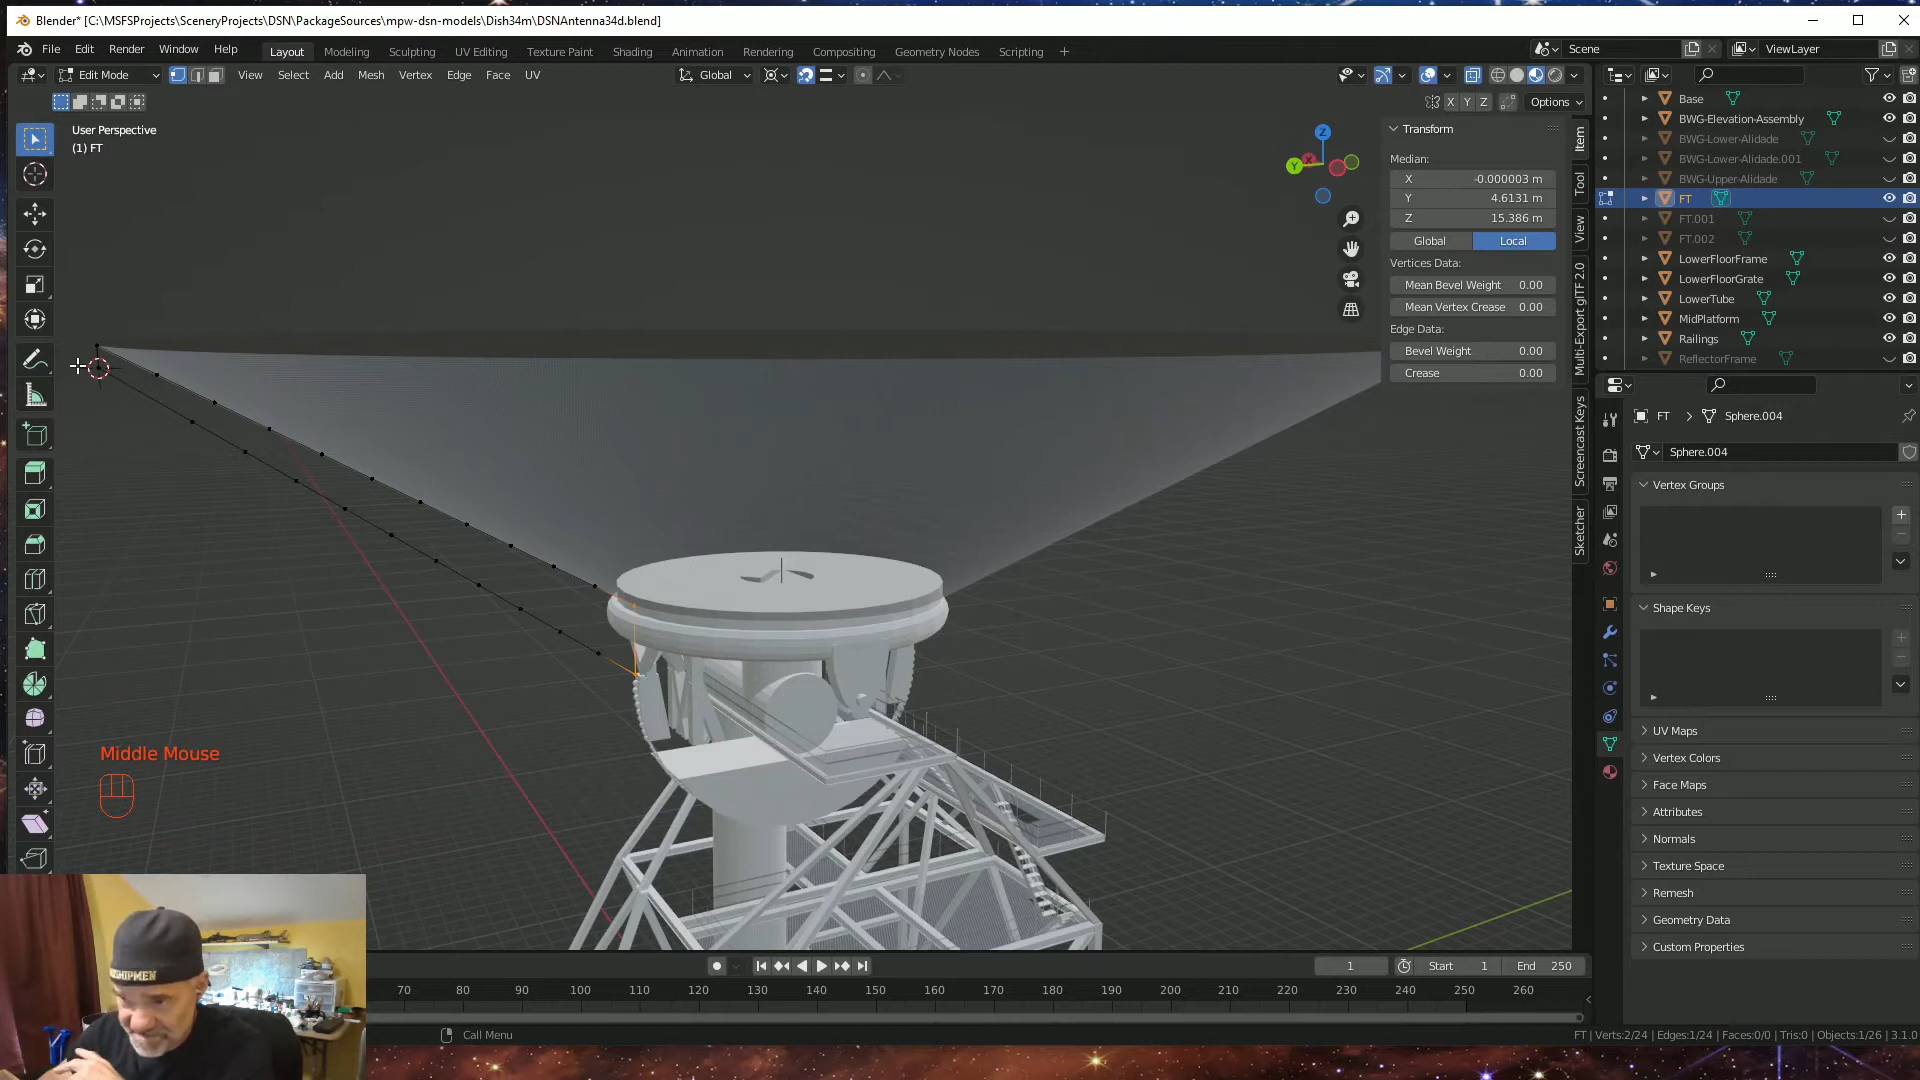 Blender* [C:\MSFSProjects\SceneryProjects\DSN\PackageSources\mpw-dsn-models\Dish34m\DSNAntenna34d.blend]
File Edit Render Window Help Layout Modeling Sculpting UV Editing Texture Paint Shading Animation Rendering Compositing Geometry Nodes Scripting + Scene ViewLayer
Edit Mode View Select Add Mesh Vertex Edge Face UV Global
X Y Z Options
User Perspective
(1) FT
Z
Y
X
Transform
Median:
X -0.000003 m
Y 4.6131 m
Z 15.386 m
Global Local
Vertices Data:
Mean Bevel Weight 0.00
Mean Vertex Crease 0.00
Edge Data:
Bevel Weight 0.00
Crease 0.00
Item
Tool
View
Multi-Export glTF 2.0
Screencast Keys
Sketcher
Base
BWG-Elevation-Assembly
BWG-Lower-Alidade
BWG-Lower-Alidade.001
BWG-Upper-Alidade
FT
FT.001
FT.002
LowerFloorFrame
LowerFloorGrate
LowerTube
MidPlatform
Railings
ReflectorFrame
FT > Sphere.004
Sphere.004
Vertex Groups
Shape Keys
UV Maps
Vertex Colors
Face Maps
Attributes
Normals
Texture Space
Remesh
Geometry Data
Custom Properties
Middle Mouse
1 Start 1 End 250
70 80 90 100 110 120 130 140 150 160 170 180 190 200 210 220 230 240 250 260
Call Menu
FT | Verts:2/24 | Edges:1/24 | Faces:0/0 | Tris:0 | Objects:1/26 | 3.1.0